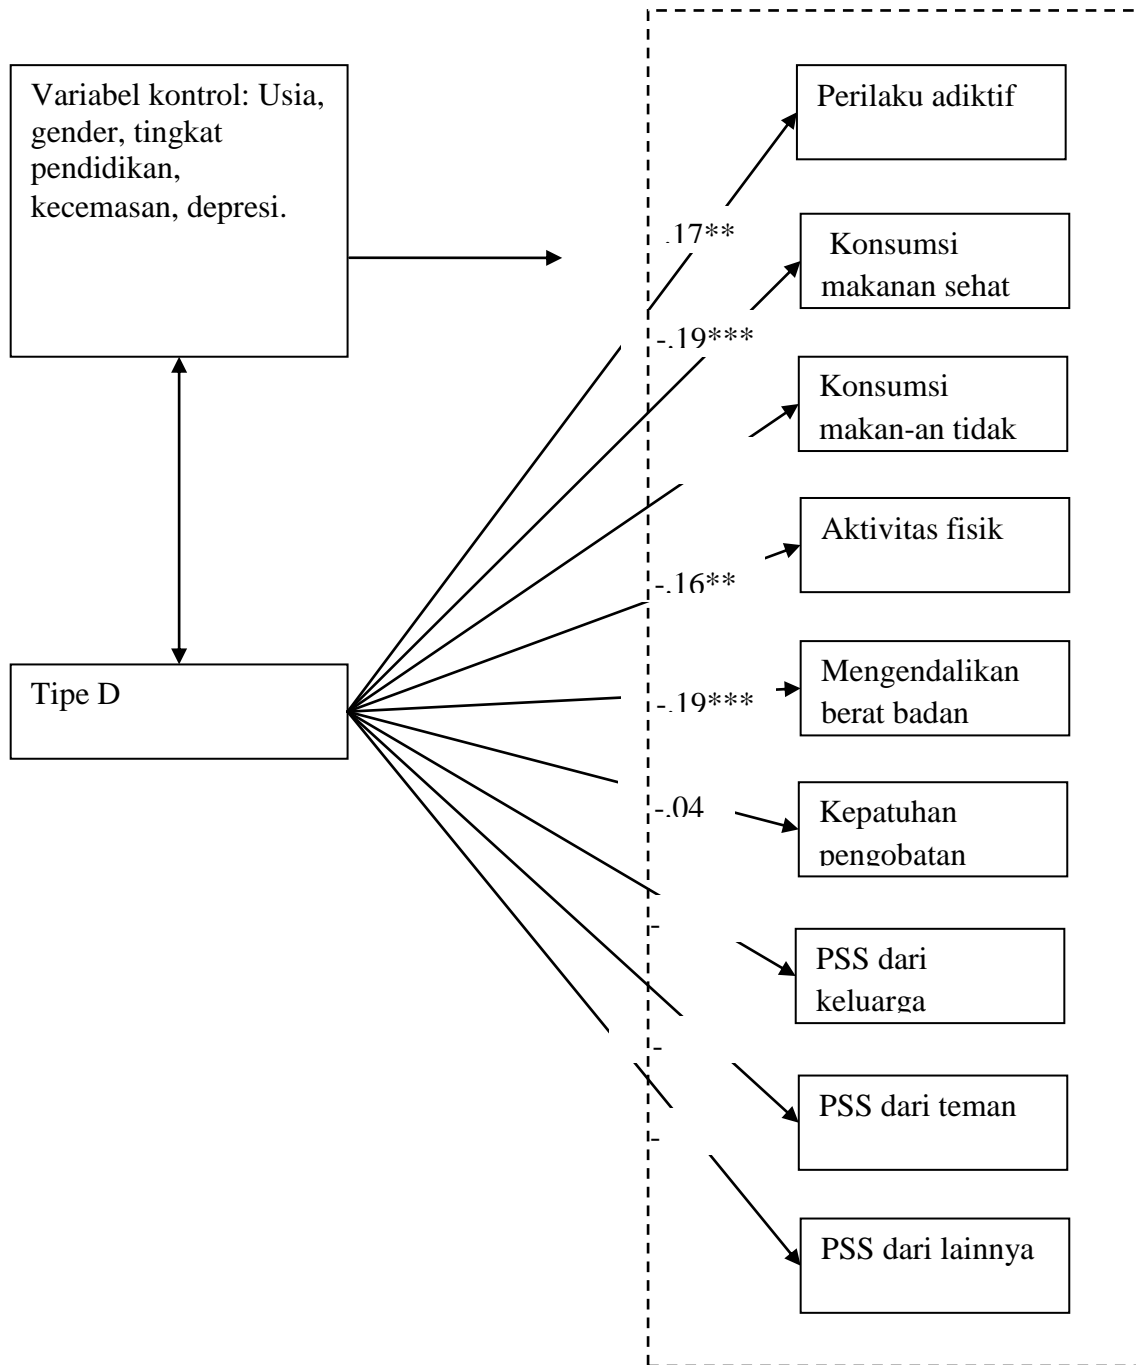 Variabel kontrol: Usia,
gender, tingkat
pendidikan,
kecemasan, depresi.
Tipe D
.17**
-.19***
-.16**
-.19***
-.04
-
-
-
Perilaku adiktif
Konsumsi
makanan sehat
Konsumsi
makan-an tidak
Aktivitas fisik
Mengendalikan
berat badan
Kepatuhan
pengobatan
PSS dari
keluarga
PSS dari teman
PSS dari lainnya